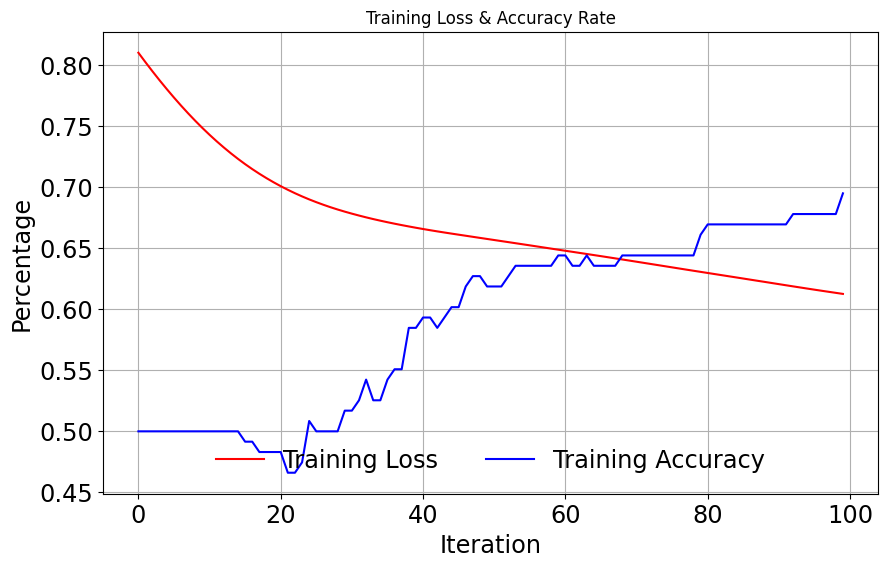 Training Loss & Accuracy Rate
Percentage
0.80
0.75
0.70
0.65
0.60
0.55
0.50
0.45
Training Loss Training Accuracy
0 20 40 60 80 100
Iteration